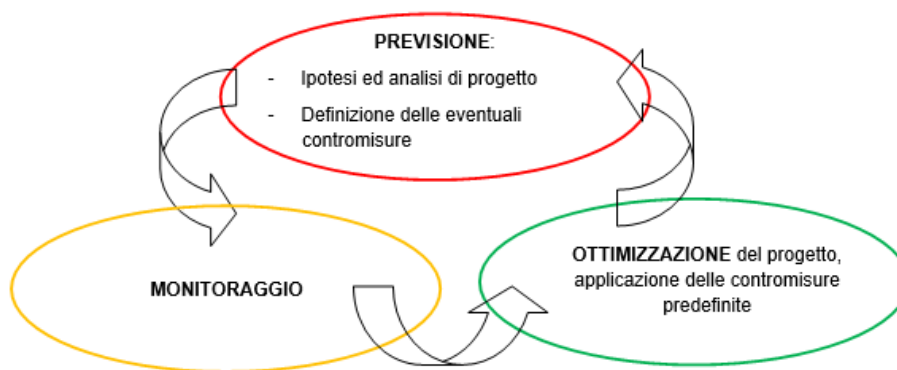 PREVISIONE:
- Ipotesi ed analisi di progetto
- Definizione delle eventuali
contromisure
MONITORAGGIO
OTTIMIZZAZIONE del progetto,
applicazione delle contromisure
predefinite